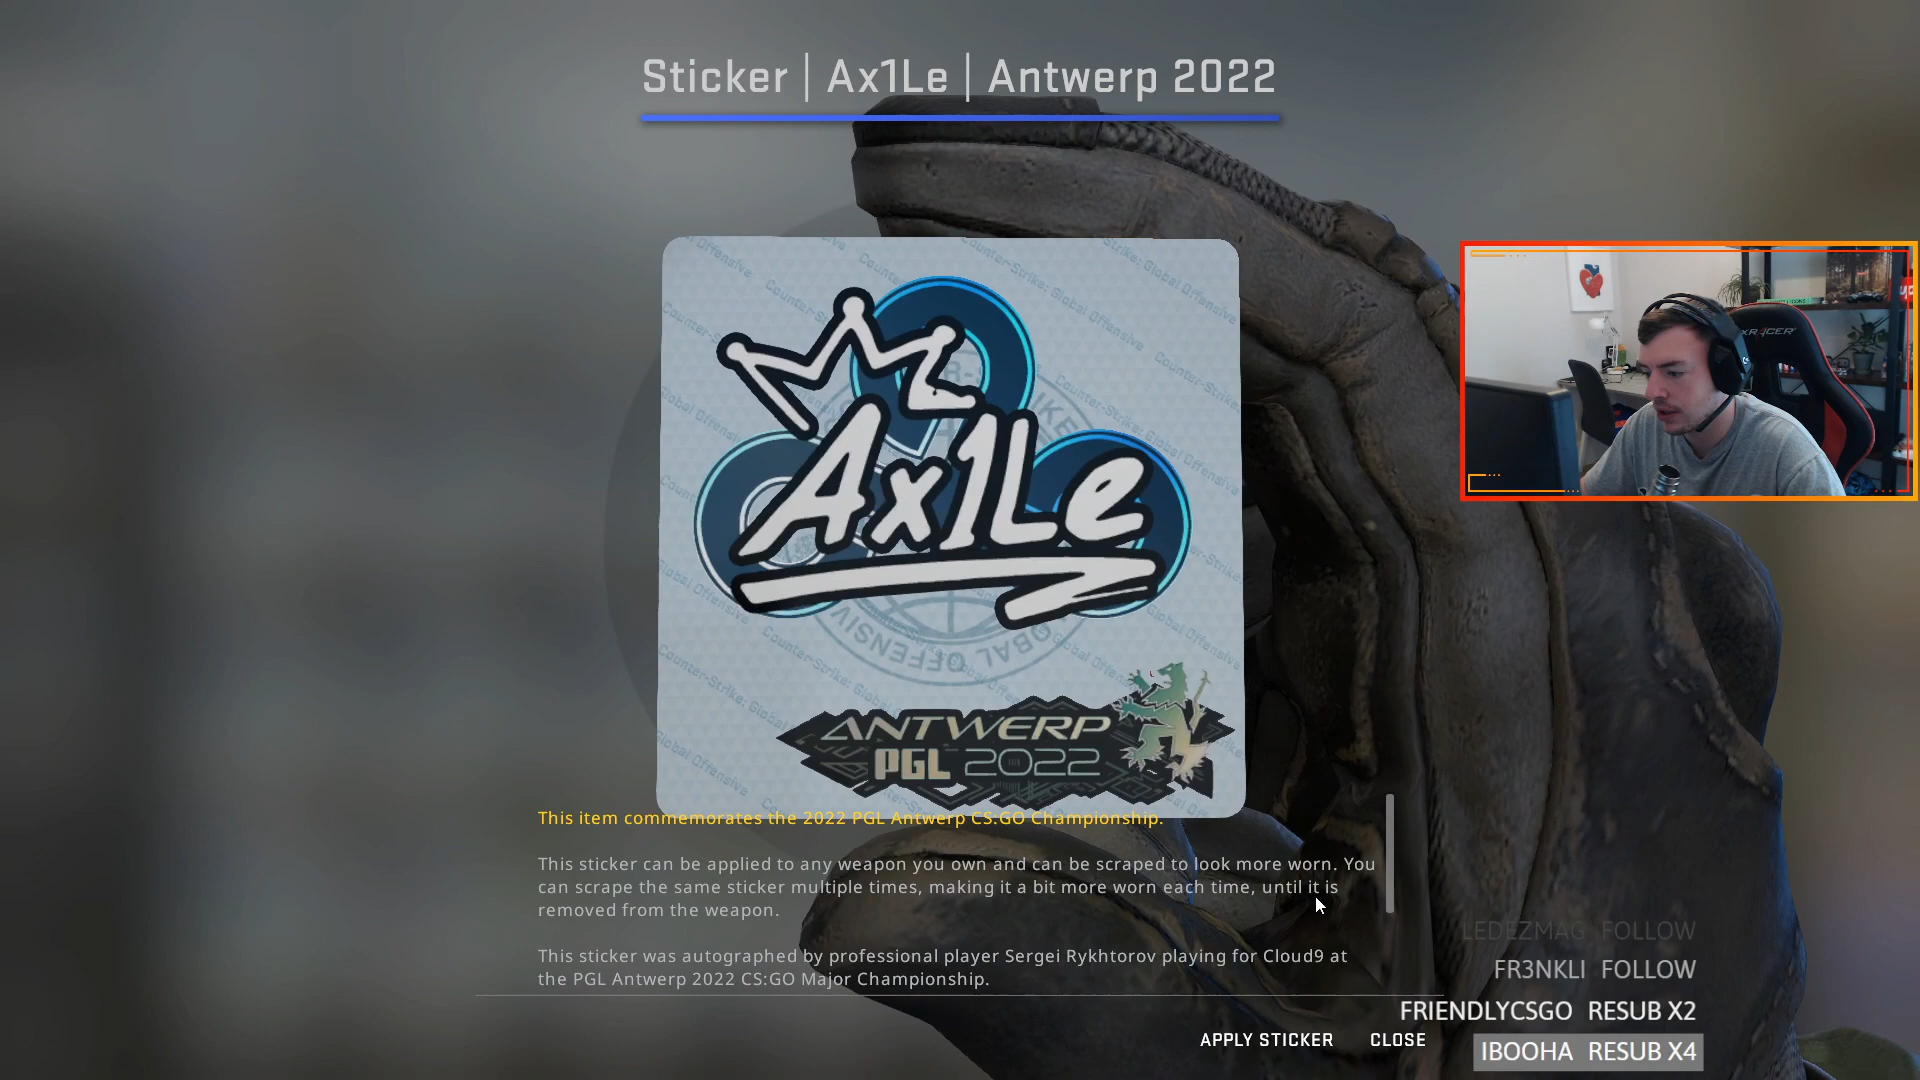 Sticker | Ax1Le | Antwerp 2022
Ax1Le
ANTWERP
PGL 2022
This item commemorates the 2022 PGL Antwerp CS:GO Championship.
This sticker can be applied to any weapon you own and can be scraped to look more worn. You
can scrape the same sticker multiple times, making it a bit more worn each time, until it is
removed from the weapon.
This sticker was autographed by professional player Sergei Rykhtorov playing for Cloud9 at
the PGL Antwerp 2022 CS:GO Major Championship.
APPLY STICKER CLOSE
LEDEZMAG FOLLOW
FR3NKLI FOLLOW
FRIENDLYCSGO RESUB X2
IBOOHA RESUB X4